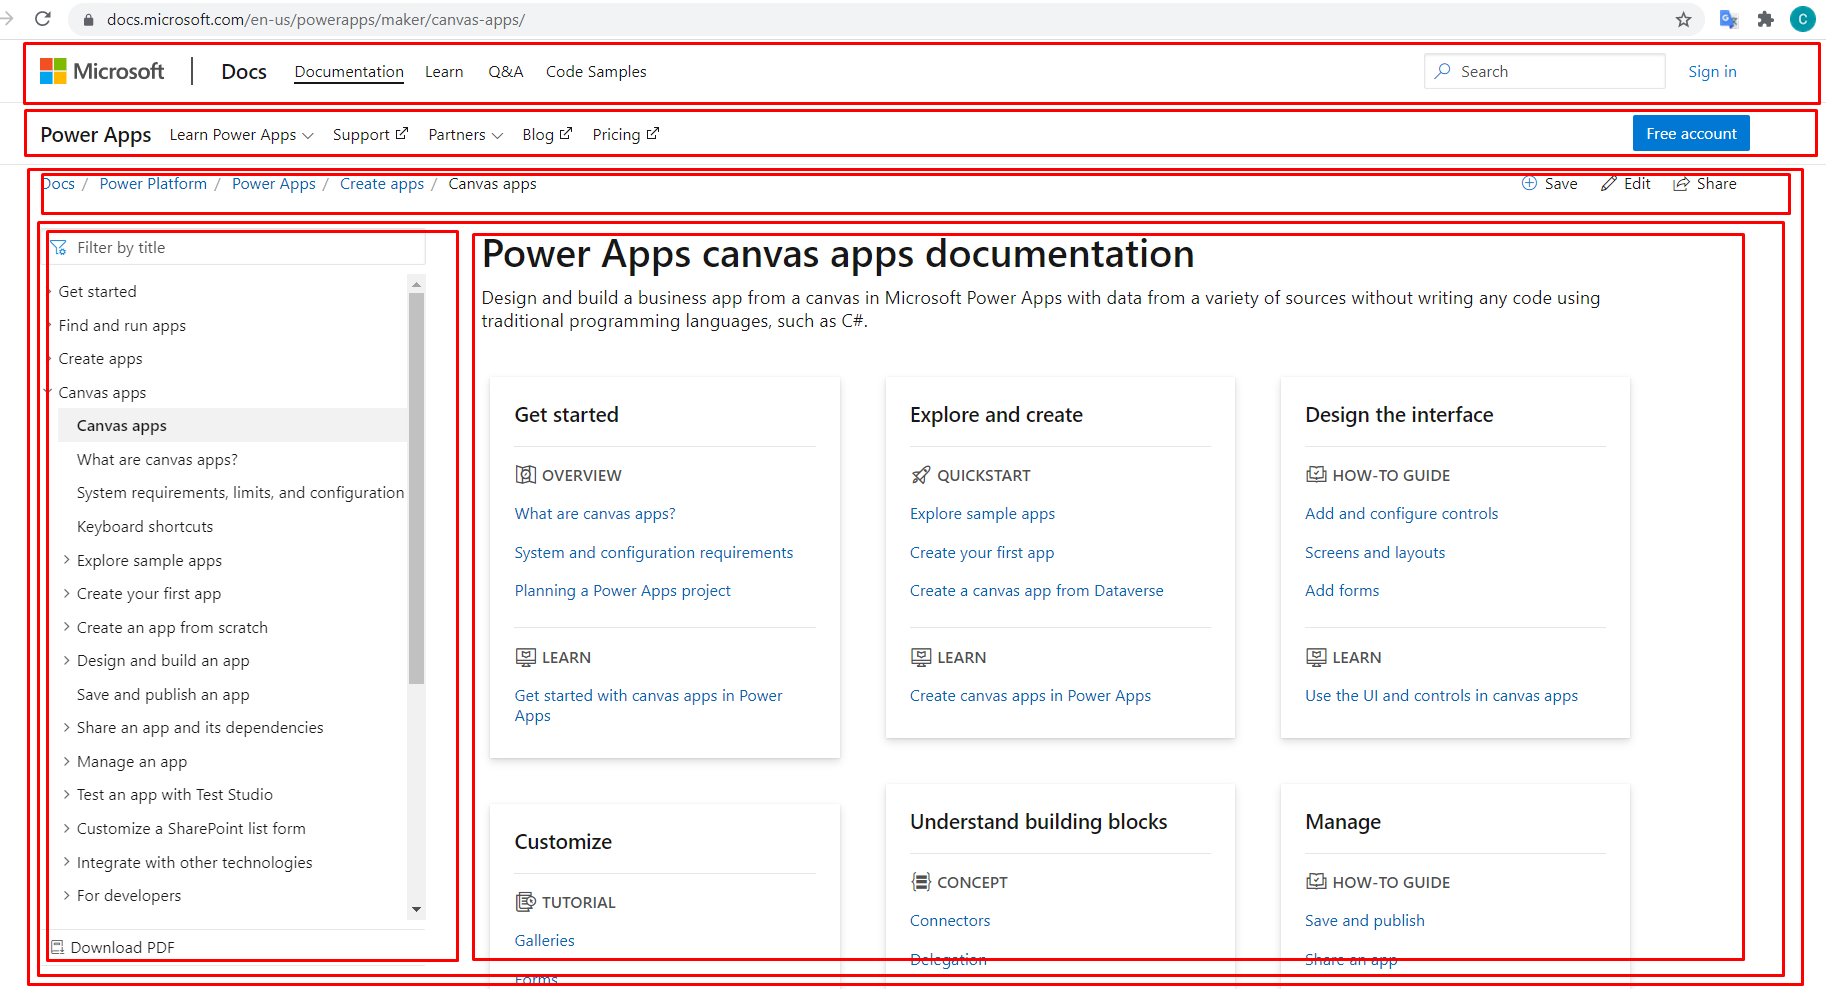 docs.microsoft.com/en-us/powerapps/maker/canvas-apps/
C
Microsoft Docs Documentation Learn Q&A Code Samples Search Sign in
Power Apps Learn Power Apps Support Partners Blog Pricing Free account
Docs / Power Platform / Power Apps / Create apps / Canvas apps Save Edit Share
Filter by title
Get started
Find and run apps
Create apps
Canvas apps
Canvas apps
What are canvas apps?
System requirements, limits, and configuration
Keyboard shortcuts
Explore sample apps
Create your first app
Create an app from scratch
Design and build an app
Save and publish an app
Share an app and its dependencies
Manage an app
Test an app with Test Studio
Customize a SharePoint list form
Integrate with other technologies
For developers
Download PDF
Power Apps canvas apps documentation
Design and build a business app from a canvas in Microsoft Power Apps with data from a variety of sources without writing any code using
traditional programming languages, such as C#.
Get started
OVERVIEW
What are canvas apps?
System and configuration requirements
Planning a Power Apps project
LEARN
Get started with canvas apps in Power
Apps
Explore and create
QUICKSTART
Explore sample apps
Create your first app
Create a canvas app from Dataverse
LEARN
Create canvas apps in Power Apps
Design the interface
HOW-TO GUIDE
Add and configure controls
Screens and layouts
Add forms
LEARN
Use the UI and controls in canvas apps
Customize
TUTORIAL
Galleries
Forms
Understand building blocks
CONCEPT
Connectors
Delegation
Manage
HOW-TO GUIDE
Save and publish
Share an app